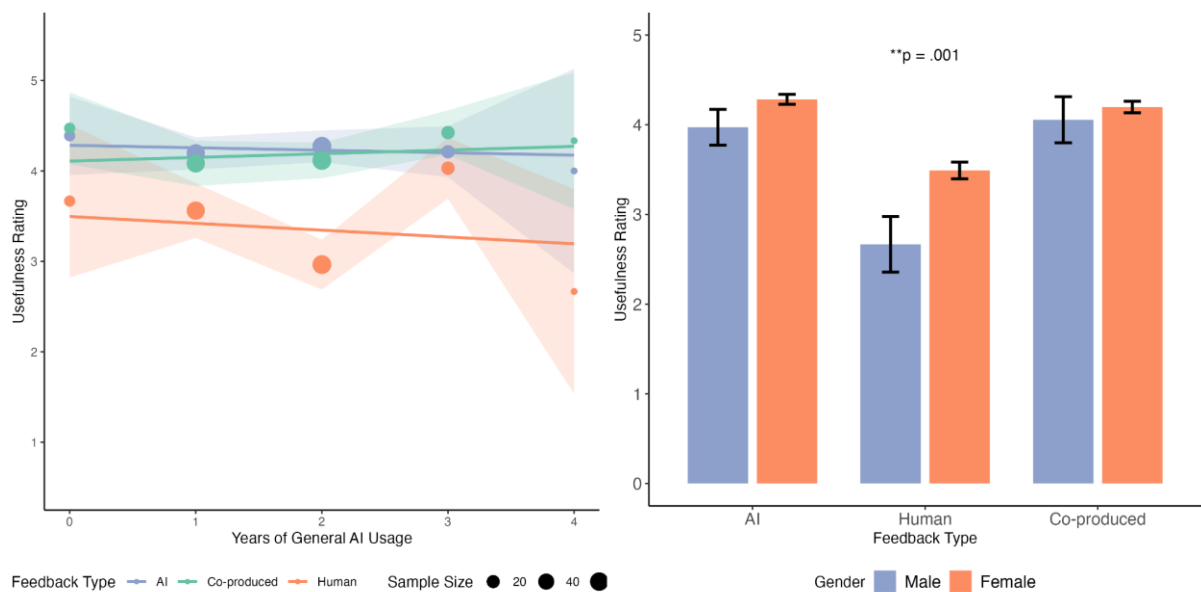 5
4
3
2
1
Usefulness Rating
0 1 2 3 4
Years of General AI Usage
Feedback Type AI Co-produced Human Sample Size 20 40
5
4
3
2
1
0
Usefulness Rating
**p = .001
AI Human Co-produced
Feedback Type
Gender Male Female